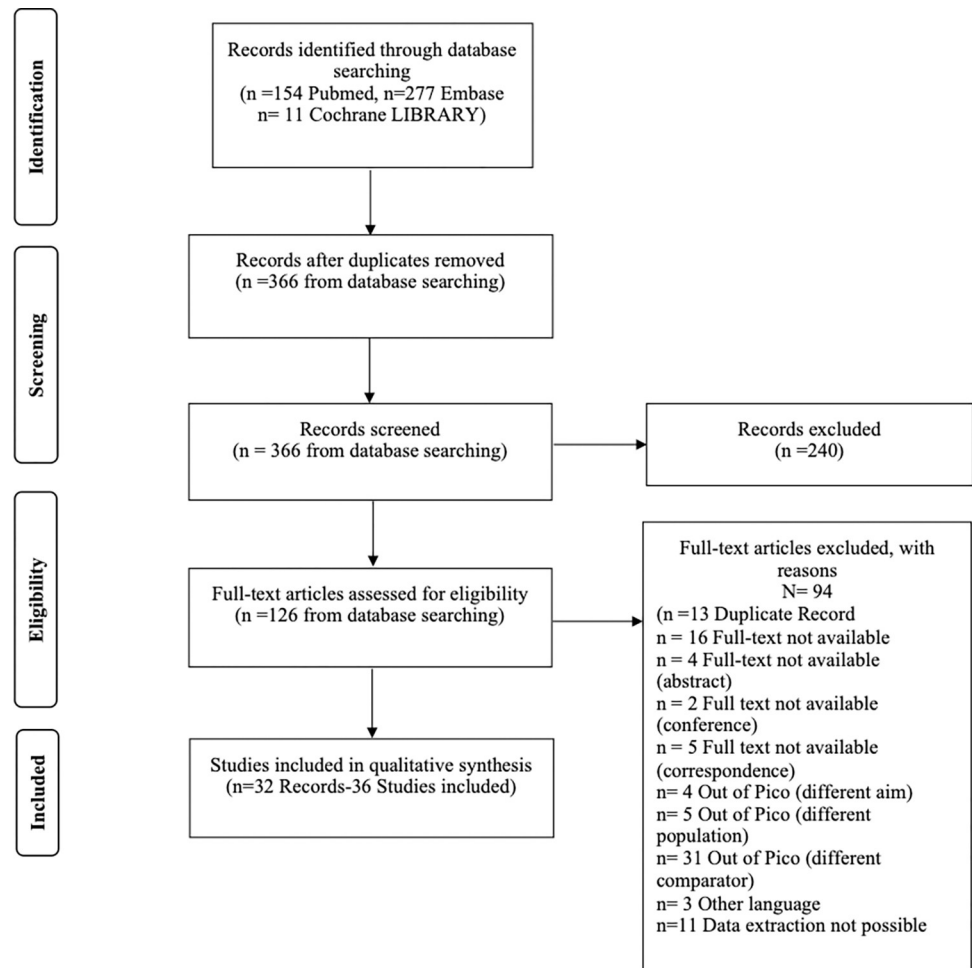 Identification
Records identified through database
searching
(n =154 Pubmed, n=277 Embase
n= 11 Cochrane LIBRARY)
Screening
Records after duplicates removed
(n =366 from database searching)
Records screened
(n = 366 from database searching)
Records excluded
(n =240)
Eligibility
Full-text articles assessed for eligibility
(n =126 from database searching)
Full-text articles excluded, with
reasons
N= 94
(n =13 Duplicate Record
n = 16 Full-text not available
n = 4 Full-text not available
(abstract)
n = 2 Full text not available
(conference)
n = 5 Full text not available
(correspondence)
n= 4 Out of Pico (different aim)
n= 5 Out of Pico (different
population)
n= 31 Out of Pico (different
comparator)
n= 3 Other language
n=11 Data extraction not possible
Included
Studies included in qualitative synthesis
(n=32 Records-36 Studies included)